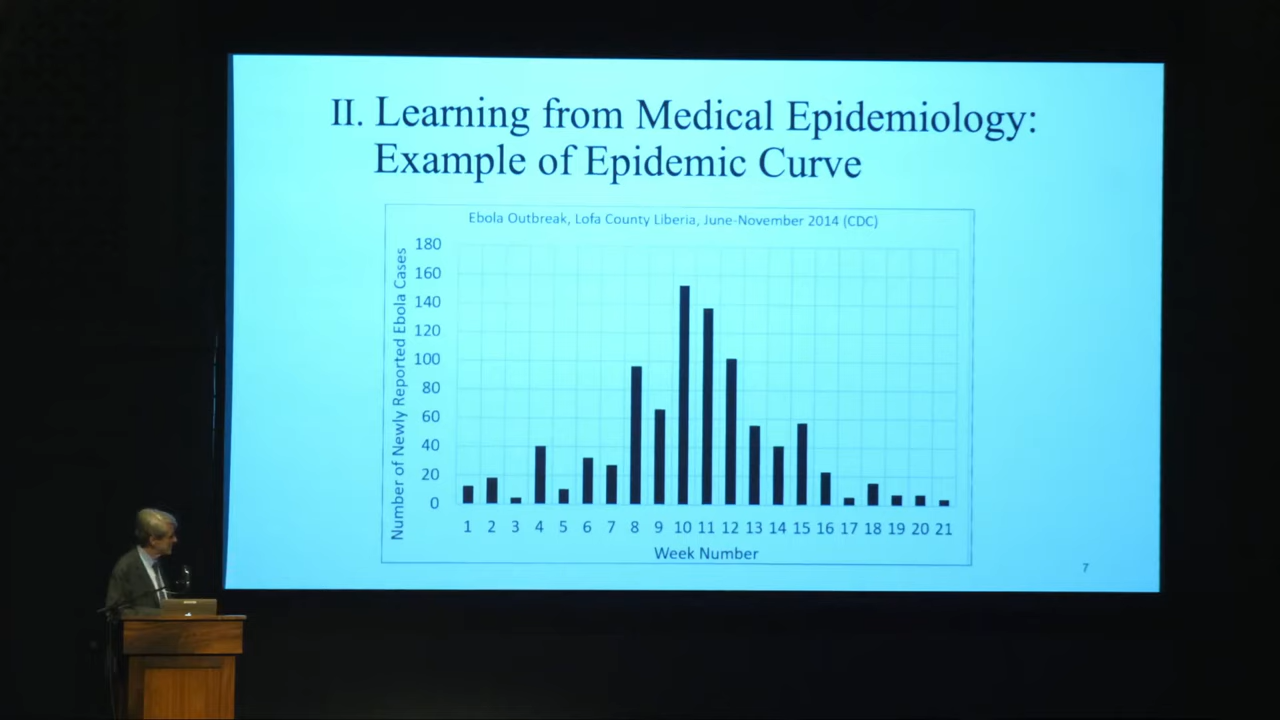 II. Learning from Medical Epidemiology:
Example of Epidemic Curve
Ebola Outbreak, Lofa County Liberia, June-November 2014 (CDC)
Number of Newly Reported Ebola Cases
180
160
140
120
100
80
60
40
20
0
1 2 3 4 5 6 7 8 9 10 11 12 13 14 15 16 17 18 19 20 21
Week Number
7